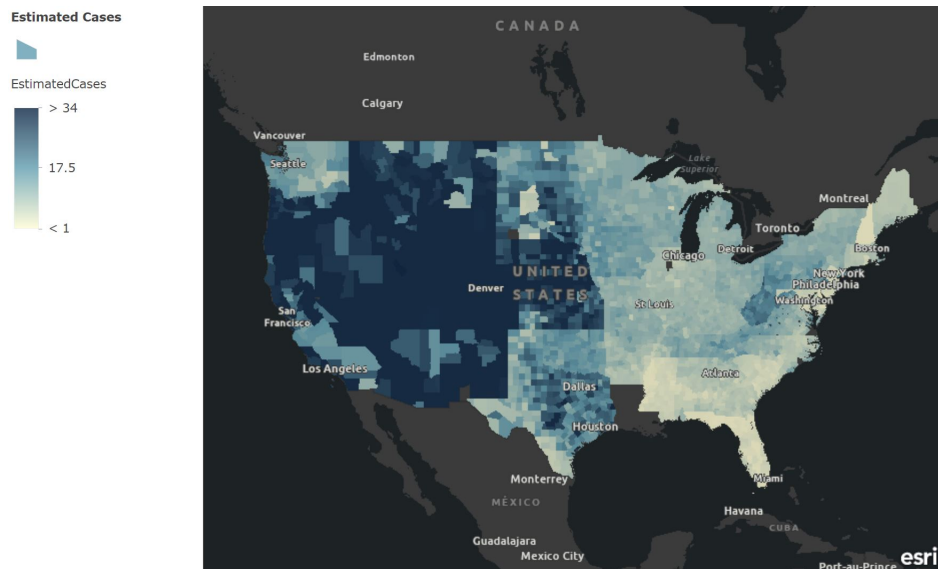 Estimated Cases
EstimatedCases
> 34
17.5
< 1
CANADA
Edmonton
Calgary
Vancouver
Seattle
Lake
Superior
Montreal
Toronto
Boston
Detroit
Chicago
New York
Philadelphia
Washington
UNITED
STATES
Denver
St Louis
San
Francisco
Los Angeles
Atlanta
Dallas
Houston
Miami
Monterrey
MÉXICO
Havana
CUBA
Guadalajara
Mexico City
Port-au-Prince
esri